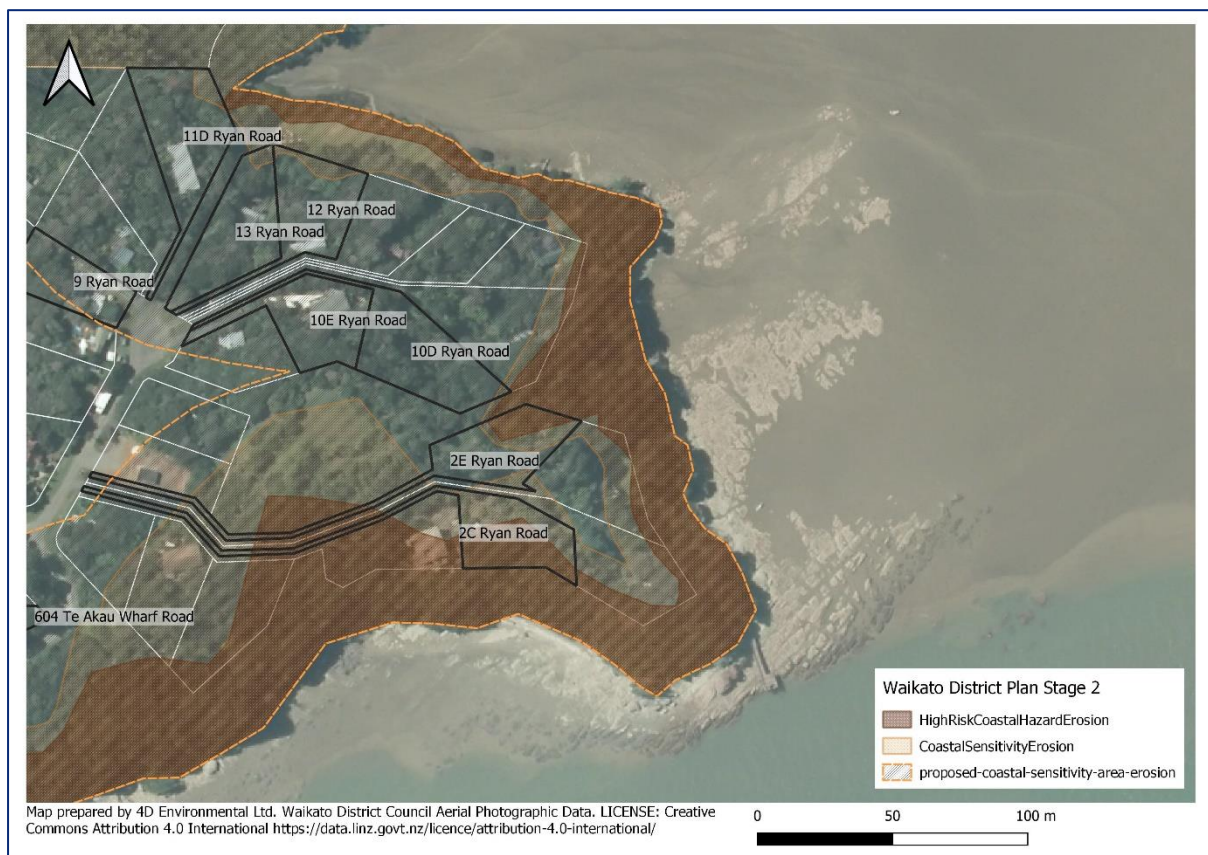 11D Ryan Road
12 Ryan Road
13 Ryan Road
9 Ryan Road
10E Ryan Road
10D Ryan Road
2E Ryan Road
2C Ryan Road
604 Te Akau Wharf Road
Waikato District Plan Stage 2
HighRiskCoastalHazardErosion
CoastalSensitivityErosion
proposed-coastal-sensitivity-area-erosion
Map prepared by 4D Environmental Ltd. Waikato District Council Aerial Photographic Data. LICENSE: Creative
Commons Attribution 4.0 International https://data.linz.govt.nz/licence/attribution-4.0-international/
0 50 100 m